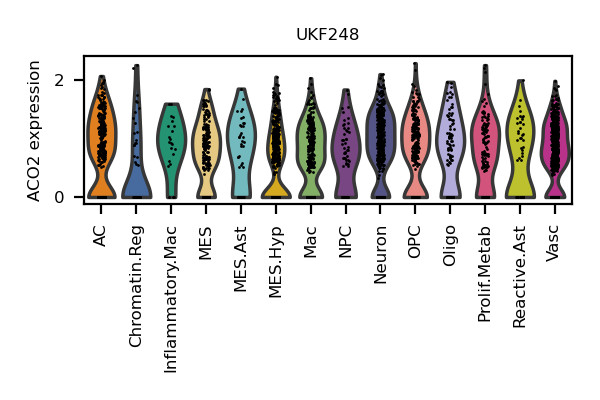 UKF248
ACO2 expression
2
0
AC
Chromatin.Reg
Inflammatory.Mac
MES
MES.Ast
MES.Hyp
Mac
NPC
Neuron
OPC
Oligo
Prolif.Metab
Reactive.Ast
Vasc